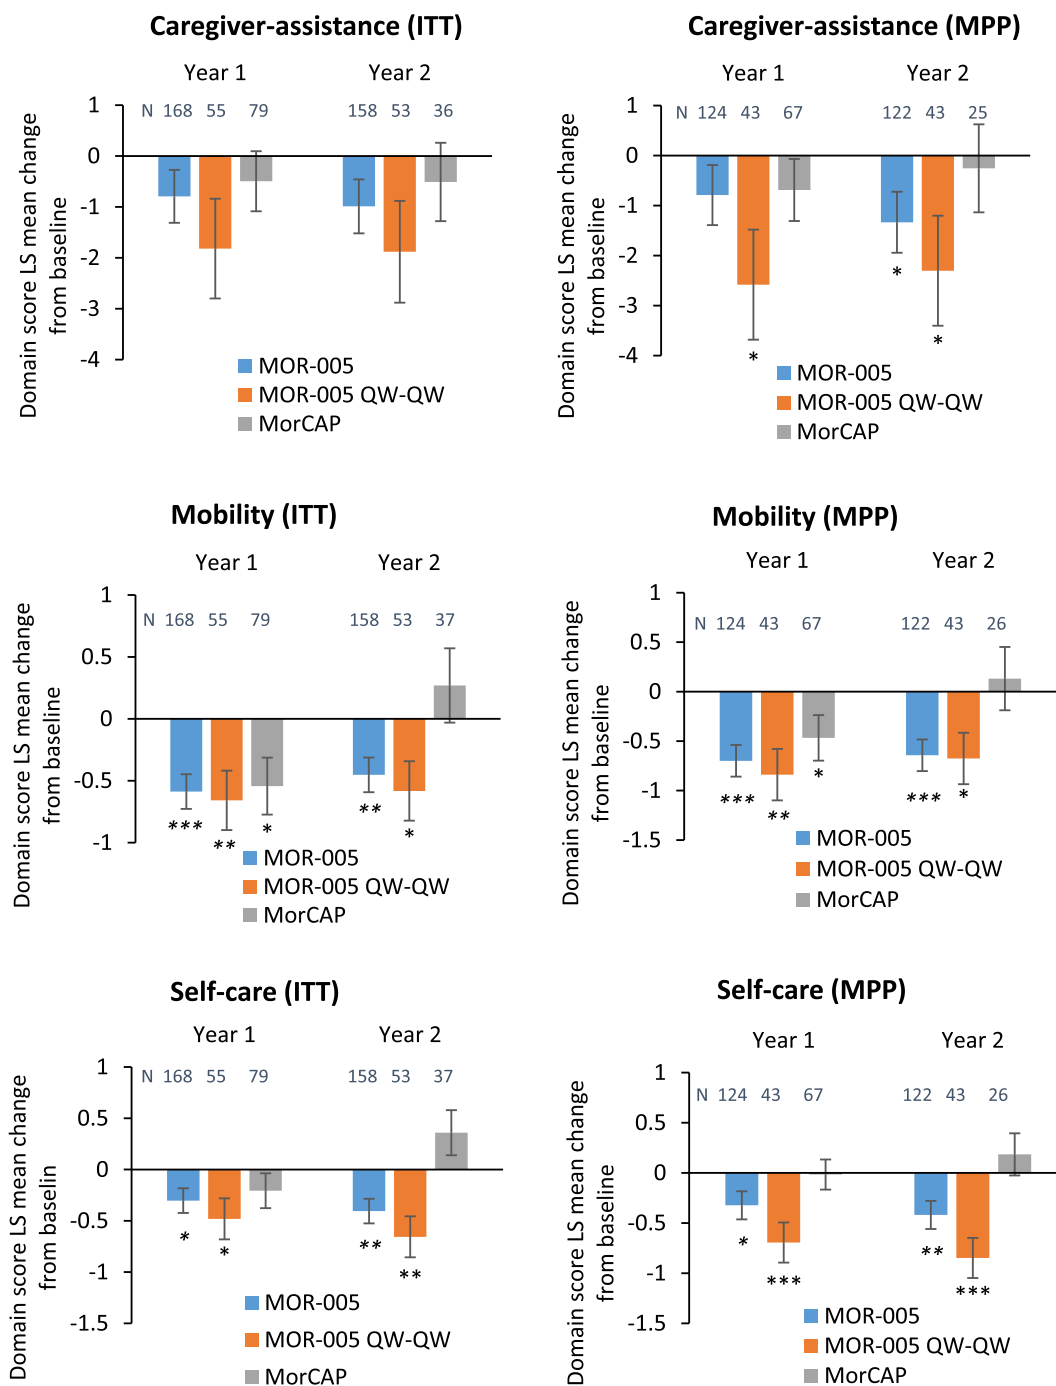 Caregiver-assistance (ITT)
Year 1
Year 2
N 168 55 79 158 53 36
1
0
-1
-2
-3
-4
Domain score LS mean change
from baseline
MOR-005
MOR-005 QW-QW
MorCAP
Caregiver-assistance (MPP)
Year 1
Year 2
N 124 43 67 122 43 25
1
0
-1
-2
-3
-4
Domain score LS mean change
from baseline
*
*
*
MOR-005
MOR-005 QW-QW
MorCAP
Mobility (ITT)
Year 1
Year 2
N 168 55 79 158 53 37
1
0.5
0
-0.5
-1
Domain score LS mean change
from baseline
***
**
*
**
*
MOR-005
MOR-005 QW-QW
MorCAP
Mobility (MPP)
Year 1
Year 2
N 124 43 67 122 43 26
1
0.5
0
-0.5
-1
-1.5
Domain score LS mean change
from baseline
***
**
*
***
*
MOR-005
MOR-005 QW-QW
MorCAP
Self-care (ITT)
Year 1
Year 2
N 168 55 79 158 53 37
1
0.5
0
-0.5
-1
-1.5
Domain score LS mean change
from baselin
*
*
**
**
MOR-005
MOR-005 QW-QW
MorCAP
Self-care (MPP)
Year 1
Year 2
N 124 43 67 122 43 26
1
0.5
0
-0.5
-1
-1.5
Domain score LS mean change
from baseline
*
***
**
***
MOR-005
MOR-005 QW-QW
MorCAP